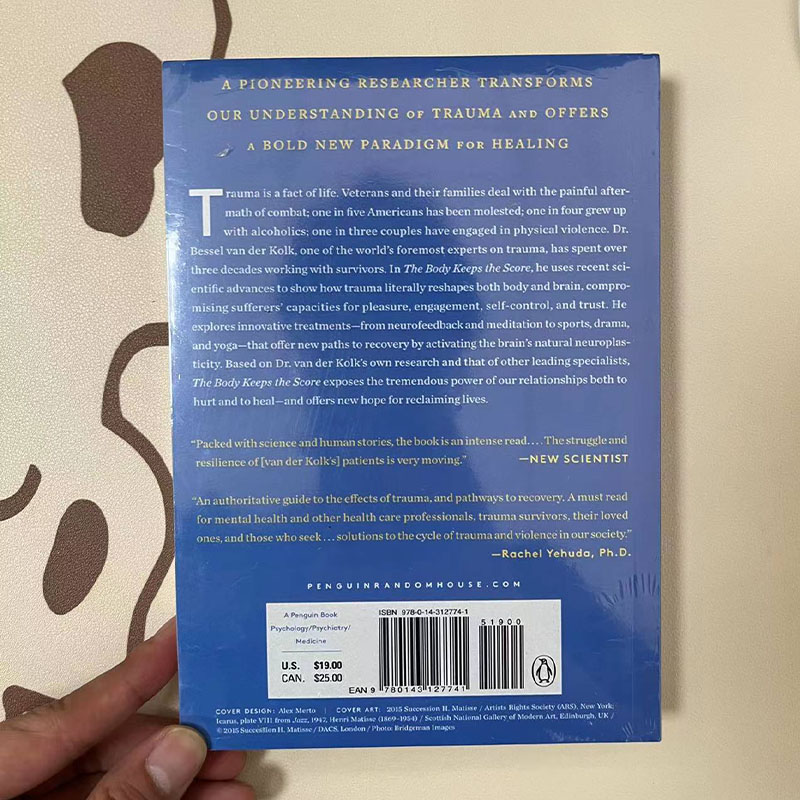 A PIONEERING RESEARCHER TRANSFORMS
OUR UNDERSTANDING OF TRAUMA AND OFFERS
A BOLD NEW PARADIGM FOR HEALING
Trauma is a fact of life. Veterans and their families deal with the painful after-
math of combat; one in five Americans has been molested; one in four grew up
with alcoholics; one in three couples have engaged in physical violence. Dr.
Bessel van der Kolk, one of the world's foremost experts on trauma, has spent over
three decades working with survivors. In The Body Keeps the Score, he uses recent sci-
entific advances to show how trauma literally reshapes both body and brain, compro-
mising sufferers' capacities for pleasure, engagement, self-control, and trust. He
explores innovative treatments—from neurofeedback and meditation to sports, drama,
and yoga—that offer new paths to recovery by activating the brain's natural neuroplas-
ticity. Based on Dr. van der Kolk's own research and that of other leading specialists,
The Body Keeps the Score exposes the tremendous power of our relationships both to
hurt and to heal—and offers new hope for reclaiming lives.
"Packed with science and human stories, the book is an intense read.... The struggle and
resilience of [van der Kolk's] patients is very moving." —NEW SCIENTIST
"An authoritative guide to the effects of trauma, and pathways to recovery. A must read
for mental health and other health care professionals, trauma survivors, their loved
ones, and those who seek... solutions to the cycle of trauma and violence in our society."
—Rachel Yehuda, Ph.D.
PENGUINRANDOMHOUSE.COM
A Penguin Book
Psychology/Psychiatry/
Medicine
U.S. $19.00
CAN. $25.00
ISBN 978-0-14-312774-1
51900
EAN 9 780143 127741
COVER DESIGN: Alex Merto | COVER ART: 2015 Succession H. Matisse / Artists Rights Society (ARS), New York;
Icarus, plate VIII from Jazz, 1947, Henri Matisse (1869–1954) / Scottish National Gallery of Modern Art, Edinburgh, UK /
© 2015 Succession H. Matisse / DACS, London / Photo: Bridgeman Images